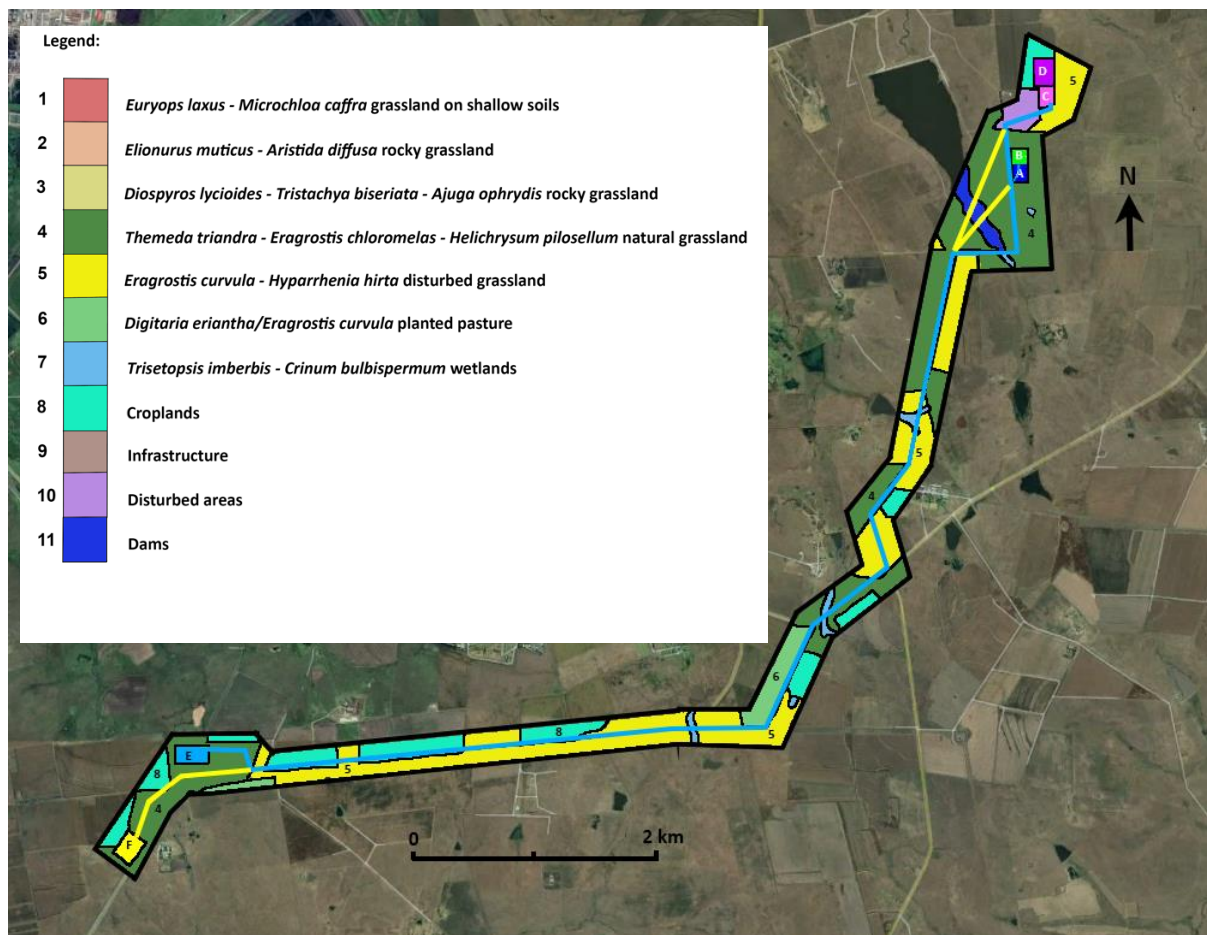 Legend:
1 Euryops laxus - Microchloa caffra grassland on shallow soils
2 Elionurus muticus - Aristida diffusa rocky grassland
3 Diospyros lycioides - Tristachya biseriata - Ajuga ophrydis rocky grassland
4 Themeda triandra - Eragrostis chloromelas - Helichrysum pilosellum natural grassland
5 Eragrostis curvula - Hyparrhenia hirta disturbed grassland
6 Digitaria eriantha/Eragrostis curvula planted pasture
7 Trisetopsis imberbis - Crinum bulbispermum wetlands
8 Croplands
9 Infrastructure
10 Disturbed areas
11 Dams
D
5
C
B
A
N
4
5
4
6
8
5
E
5
8
4
F
0 2 km